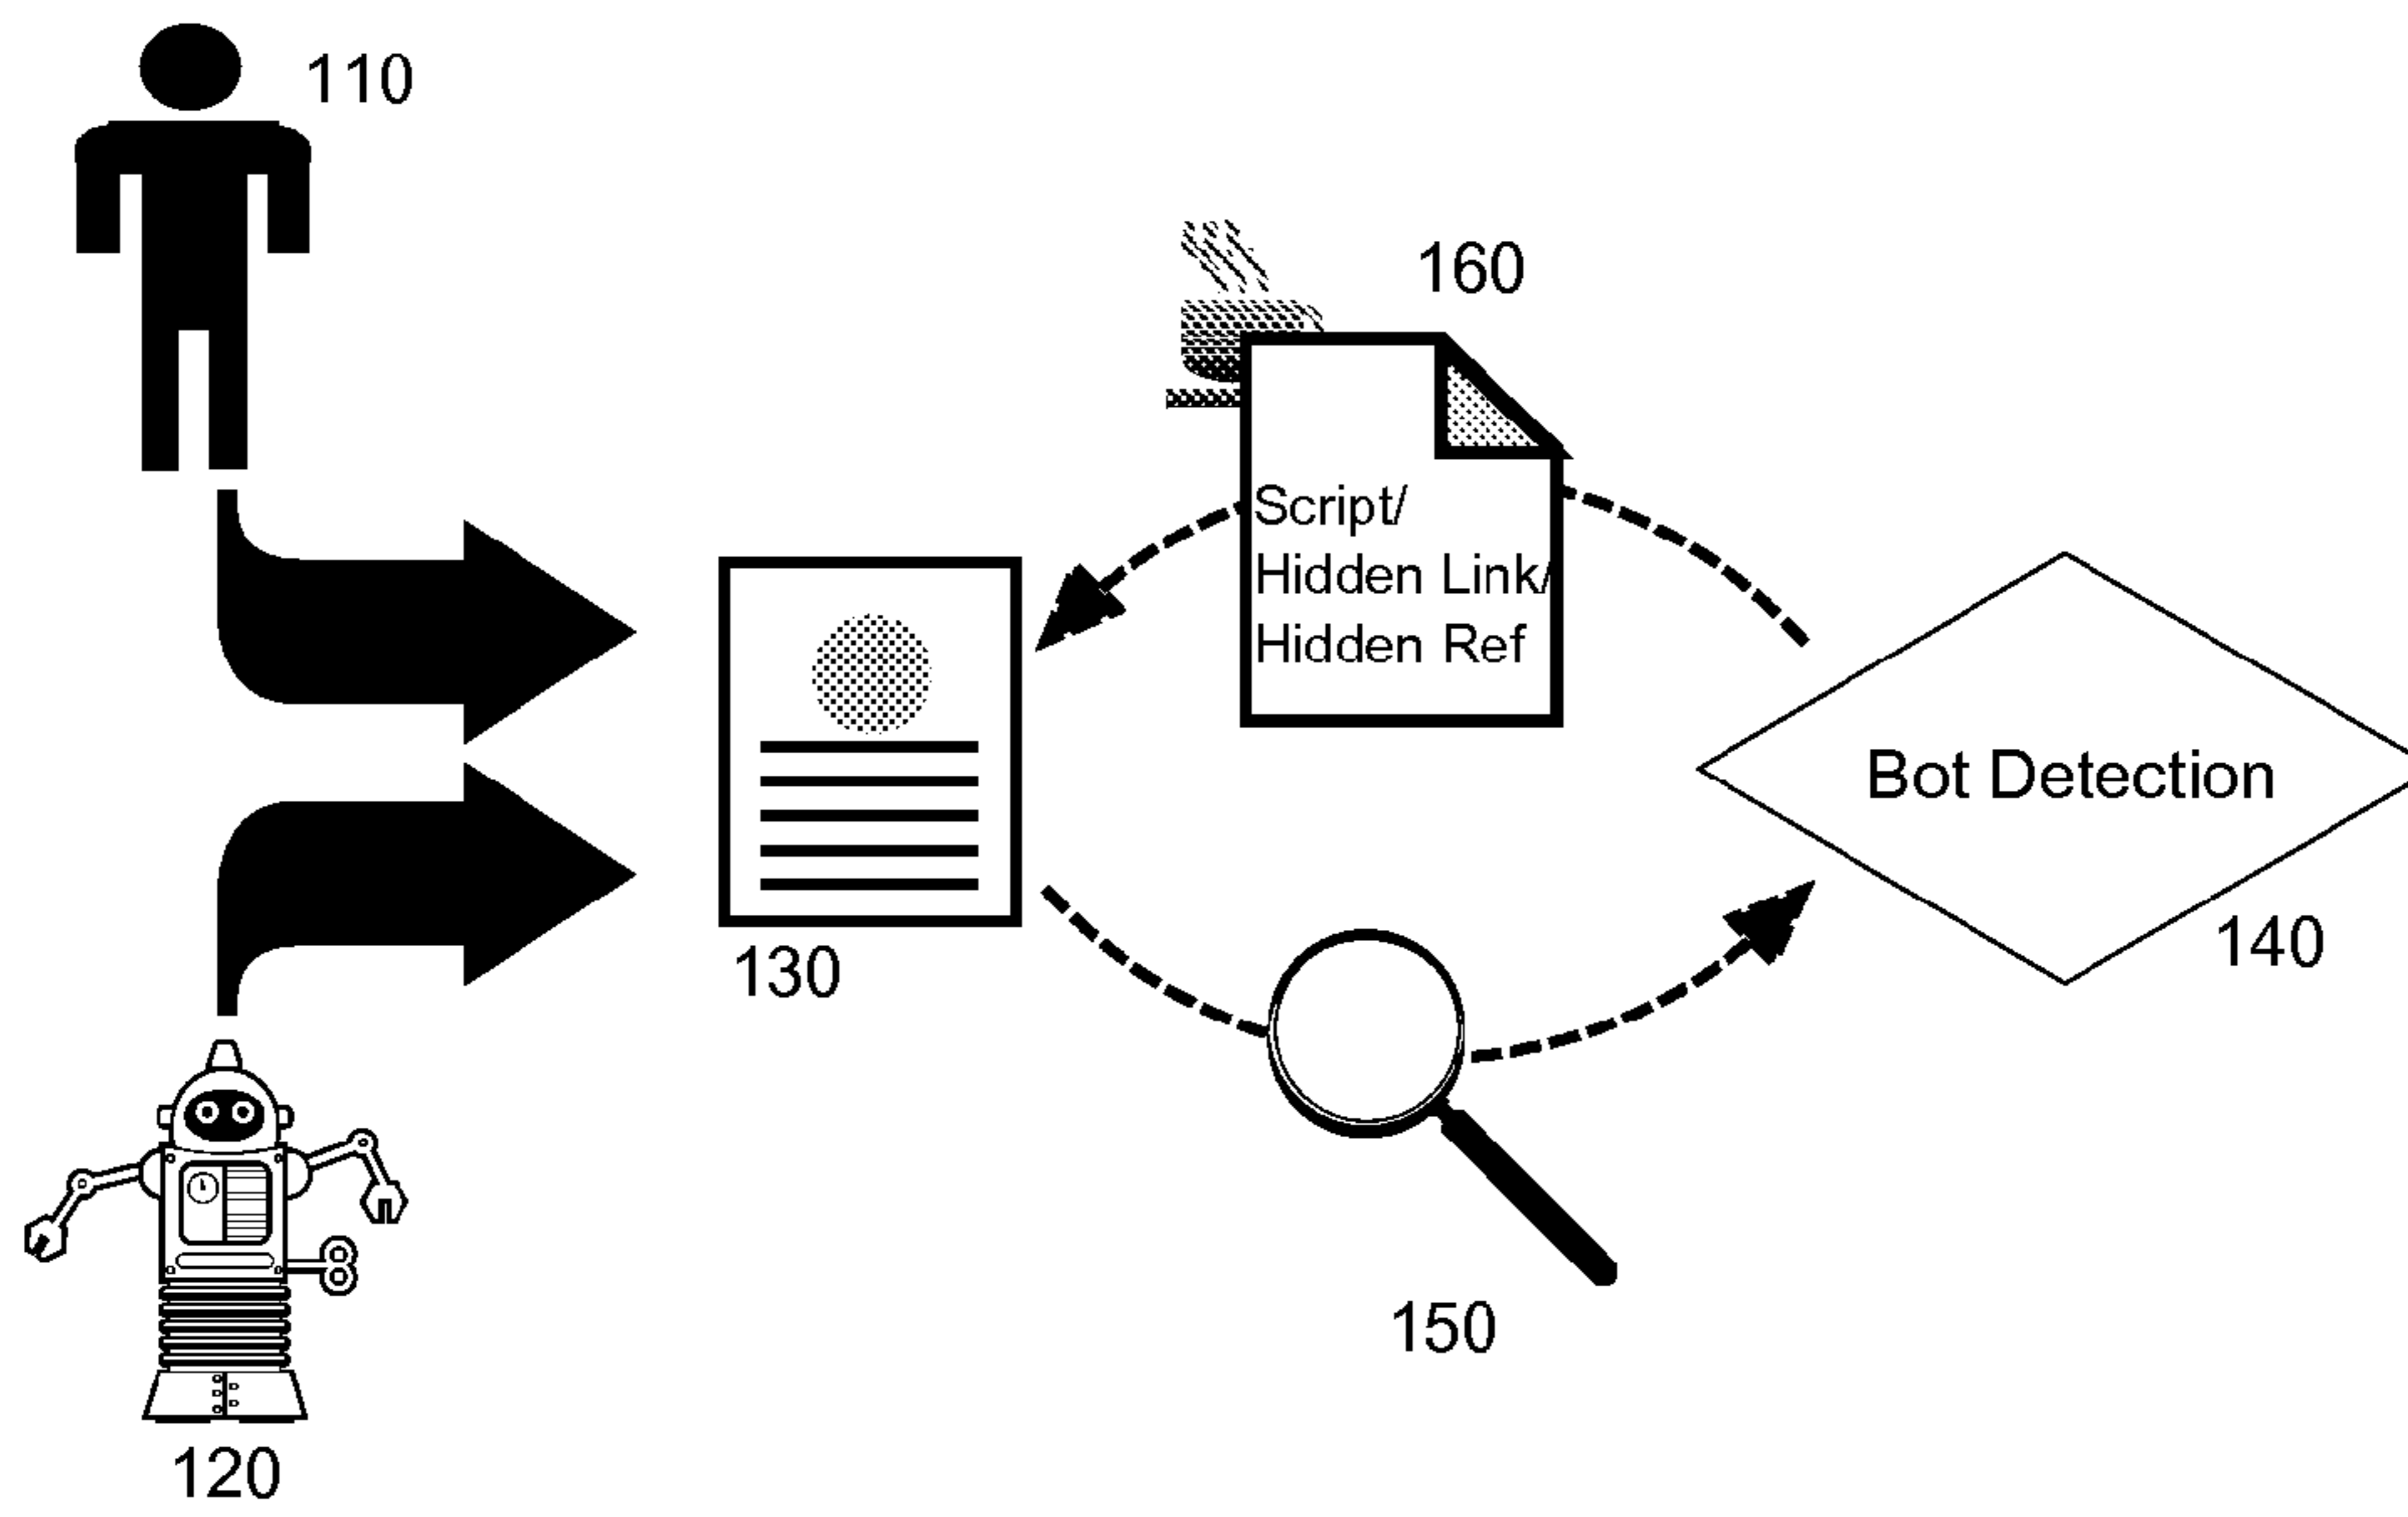 110
160
Script/
Hidden Link/
Hidden Ref
Bot Detection
130
140
150
120